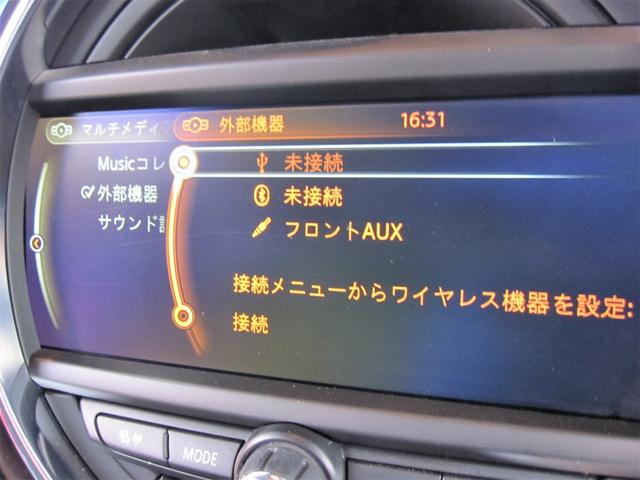 マルチメディ
外部機器
16:31
Musicコレ
未接続
外部機器
未接続
サウンド
フロントAUX
接続メニューからワイヤレス機器を設定:
接続
MODE